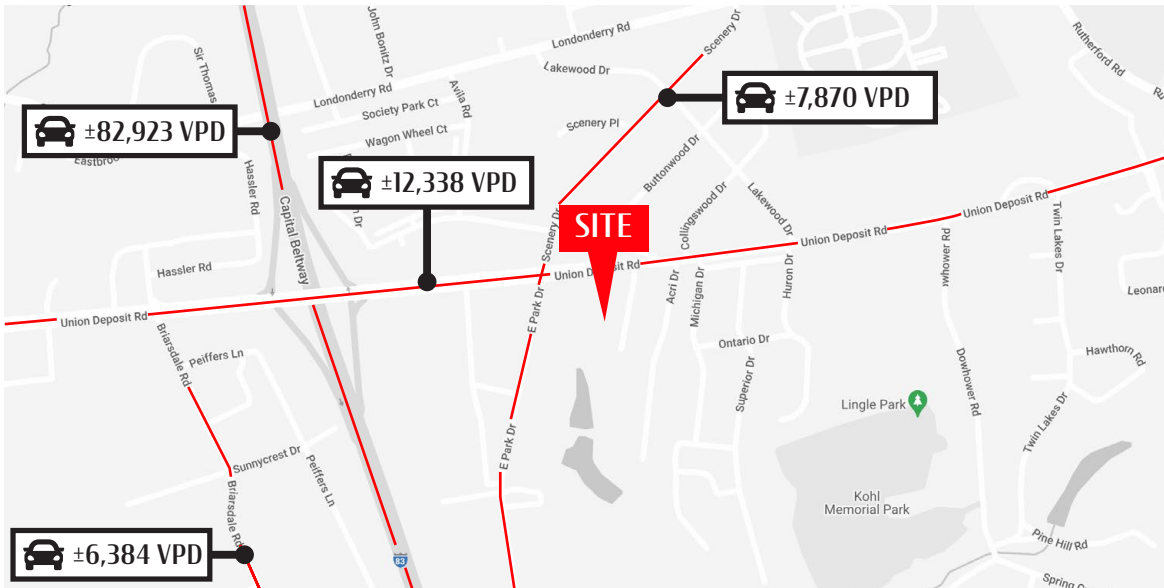 Londonderry Rd
Scenery Dr
Rutherford Rd
John Bonitz Dr
Sir Thomas
Lakewood Dr
±7,870 VPD
Londonderry Rd
Avila Rd
Society Park Ct
±82,923 VPD
Scenery Pl
Wagon Wheel Ct
Hassler Rd
±12,338 VPD
Buttonwood Dr
Capital Beltway
Collingswood Dr
Lakewood Dr
Union Deposit Rd
Twin Lakes Dr
Scenery Dr
SITE
Union Deposit Rd
Hassler Rd
Huron Dr
Acri Dr
Michigan Dr
E Park Dr
Leonar
Union Deposit Rd
Briarsdale Rd
Peiffers Ln
Ontario Dr
Hawthorn Rd
Superior Dr
Dowhower Rd
Lingle Park
Twin Lakes Dr
E Park Dr
Sunnycrest Dr
Peiffers Ln
Briarsdale Rd
Kohl
Memorial Park
±6,384 VPD
83
Pine Hill Rd